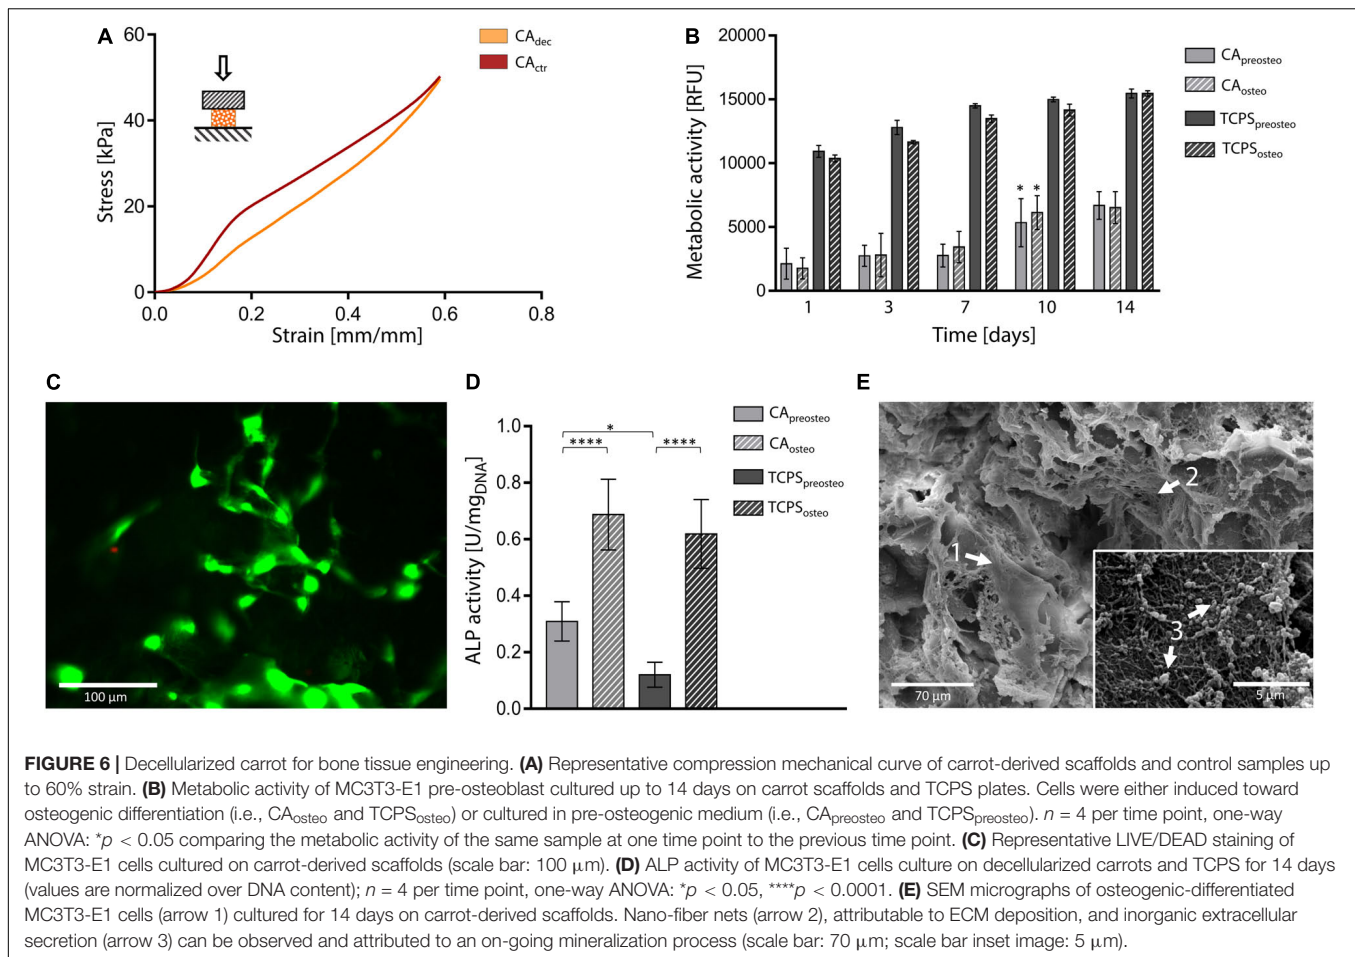 A
60
40
20
0
Stress [kPa]
0.0 0.2 0.4 0.6 0.8
Strain [mm/mm]
CAdec
CActr
B
20000
15000
10000
5000
0
Metabolic activity [RFU]
* *
1 3 7 10 14
Time [days]
CApreosteo
CAosteo
TCPSpreosteo
TCPSosteo
C
100 μm
D
1.0
0.8
0.6
0.4
0.2
0.0
ALP activity [U/mgDNA]
*
**** ****
CApreosteo
CAosteo
TCPSpreosteo
TCPSosteo
E
2
1
3
70 μm
5 μm
FIGURE 6 | Decellularized carrot for bone tissue engineering. (A) Representative compression mechanical curve of carrot-derived scaffolds and control samples up
to 60% strain. (B) Metabolic activity of MC3T3-E1 pre-osteoblast cultured up to 14 days on carrot scaffolds and TCPS plates. Cells were either induced toward
osteogenic differentiation (i.e., CAosteo and TCPSosteo) or cultured in pre-osteogenic medium (i.e., CApreosteo and TCPSpreosteo). n = 4 per time point, one-way
ANOVA: *p < 0.05 comparing the metabolic activity of the same sample at one time point to the previous time point. (C) Representative LIVE/DEAD staining of
MC3T3-E1 cells cultured on carrot-derived scaffolds (scale bar: 100 μm). (D) ALP activity of MC3T3-E1 cells culture on decellularized carrots and TCPS for 14 days
(values are normalized over DNA content); n = 4 per time point, one-way ANOVA: *p < 0.05, ****p < 0.0001. (E) SEM micrographs of osteogenic-differentiated
MC3T3-E1 cells (arrow 1) cultured for 14 days on carrot-derived scaffolds. Nano-fiber nets (arrow 2), attributable to ECM deposition, and inorganic extracellular
secretion (arrow 3) can be observed and attributed to an on-going mineralization process (scale bar: 70 μm; scale bar inset image: 5 μm).